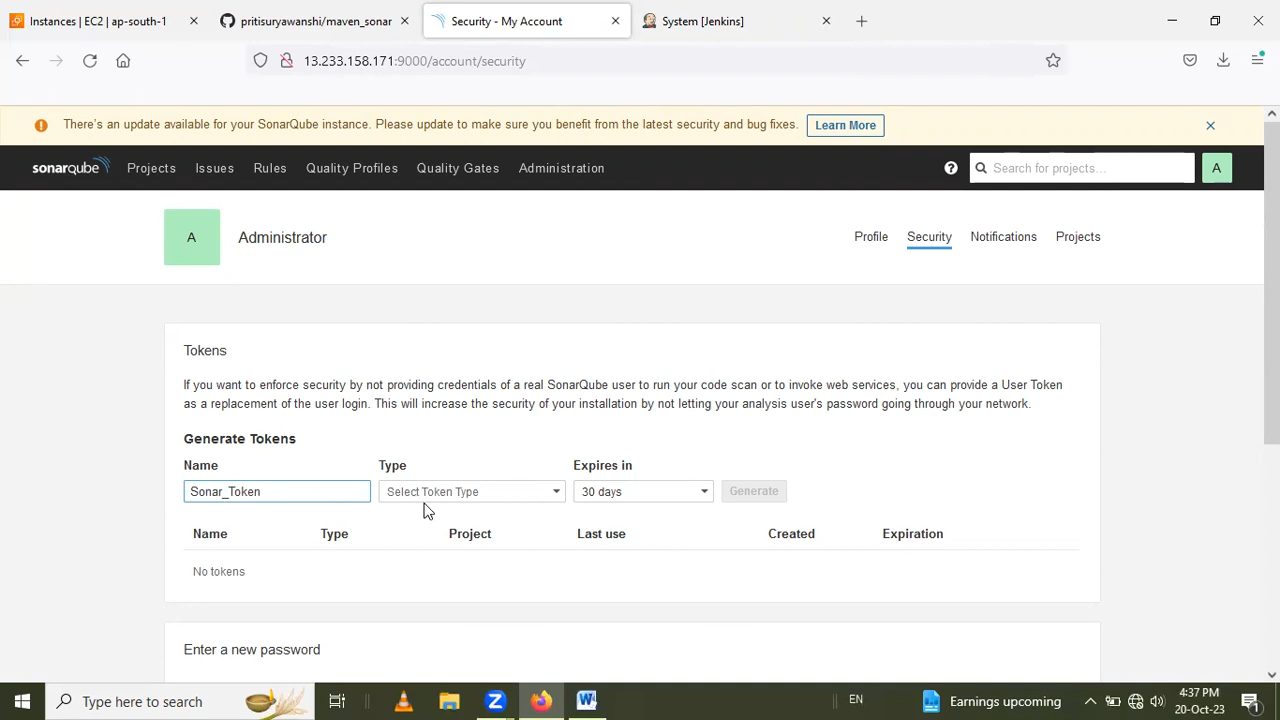 Instances | EC2 | ap-south-1
pritisuryawanshi/maven_sonar
Security - My Account
System [Jenkins]
13.233.158.171:9000/account/security
There's an update available for your SonarQube instance. Please update to make sure you benefit from the latest security and bug fixes. Learn More
sonarqube Projects Issues Rules Quality Profiles Quality Gates Administration ? Search for projects... A
A Administrator Profile Security Notifications Projects
Tokens
If you want to enforce security by not providing credentials of a real SonarQube user to run your code scan or to invoke web services, you can provide a User Token
as a replacement of the user login. This will increase the security of your installation by not letting your analysis user's password going through your network.
Generate Tokens
Name Type Expires in
Sonar_Token Select Token Type 30 days Generate
Name Type Project Last use Created Expiration
No tokens
Enter a new password
Type here to search
EN
Earnings upcoming
4:37 PM
20-Oct-23
1